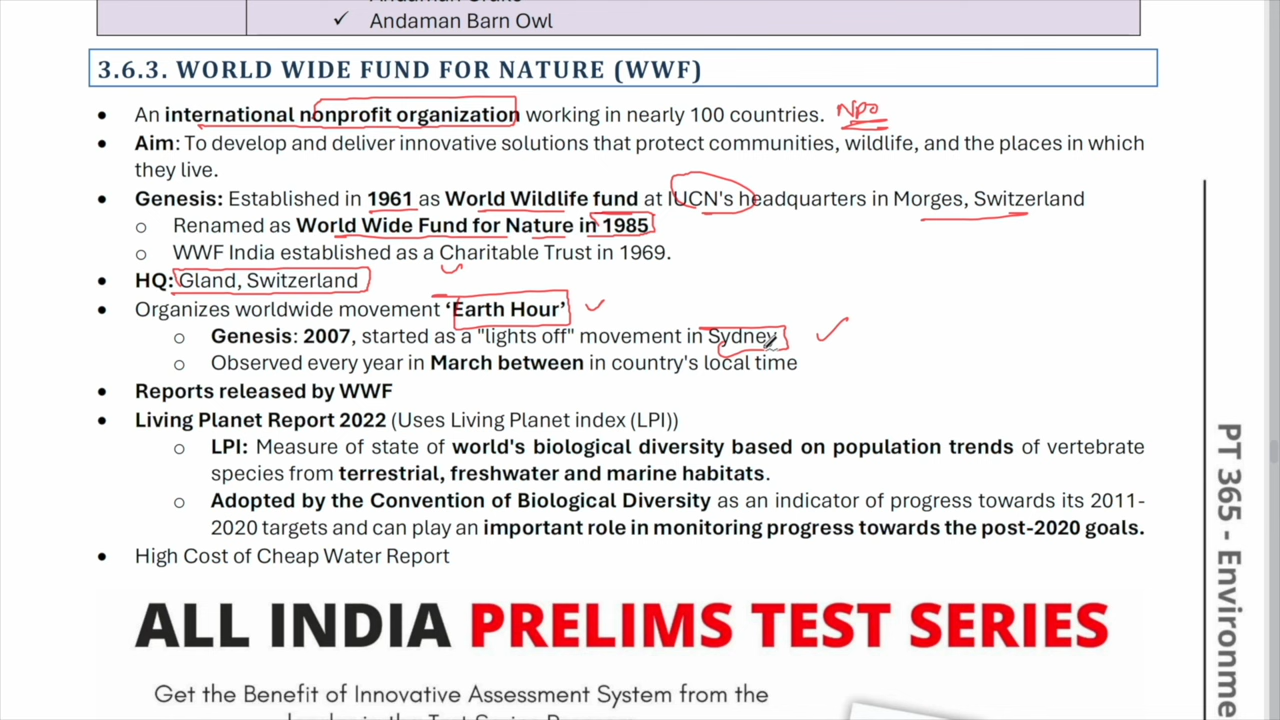 ✓ Andaman Barn Owl
3.6.3. WORLD WIDE FUND FOR NATURE (WWF)
• An international nonprofit organization working in nearly 100 countries. NPO
• Aim: To develop and deliver innovative solutions that protect communities, wildlife, and the places in which
they live.
• Genesis: Established in 1961 as World Wildlife fund at IUCN's headquarters in Morges, Switzerland
o Renamed as World Wide Fund for Nature in 1985
o WWF India established as a Charitable Trust in 1969.
• HQ: Gland, Switzerland
• Organizes worldwide movement ‘Earth Hour’
o Genesis: 2007, started as a "lights off" movement in Sydney
o Observed every year in March between in country's local time
• Reports released by WWF
• Living Planet Report 2022 (Uses Living Planet index (LPI))
o LPI: Measure of state of world's biological diversity based on population trends of vertebrate
species from terrestrial, freshwater and marine habitats.
o Adopted by the Convention of Biological Diversity as an indicator of progress towards its 2011-
2020 targets and can play an important role in monitoring progress towards the post-2020 goals.
• High Cost of Cheap Water Report
ALL INDIA PRELIMS TEST SERIES
Get the Benefit of Innovative Assessment System from the
PT 365 - Environme